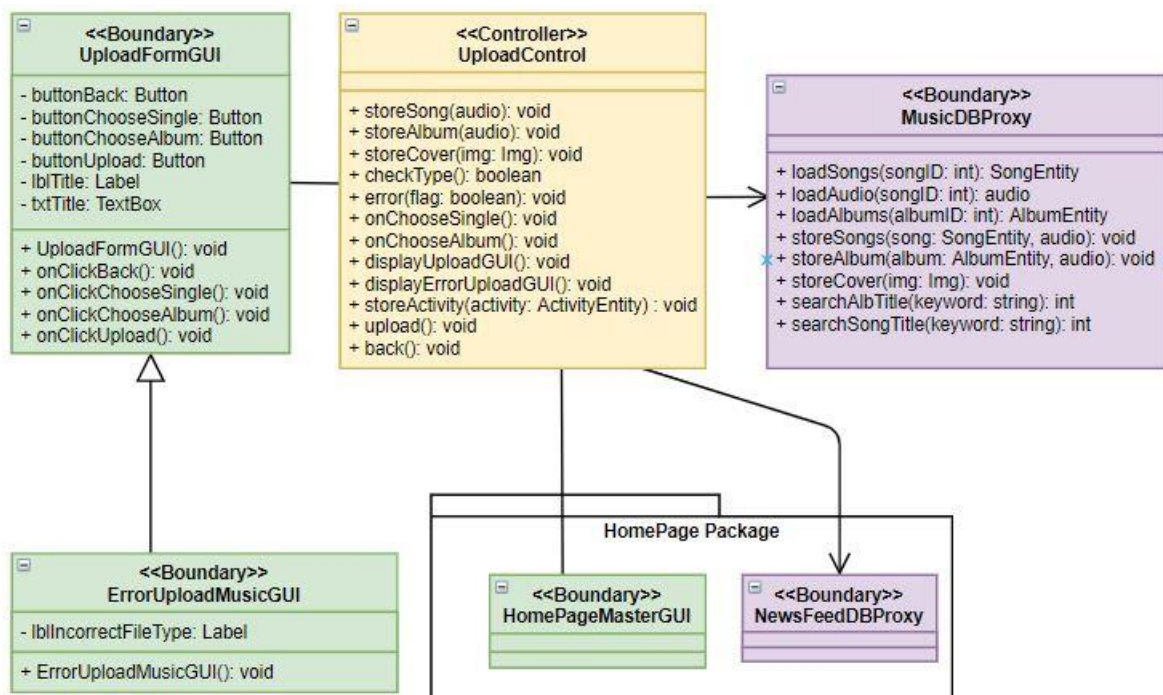 <<Boundary>>
UploadFormGUI
- buttonBack: Button
- buttonChooseSingle: Button
- buttonChooseAlbum: Button
- buttonUpload: Button
- lblTitle: Label
- txtTitle: TextBox
+ UploadFormGUI(): void
+ onClickBack(): void
+ onClickChooseSingle(): void
+ onClickChooseAlbum(): void
+ onClickUpload(): void
<<Controller>>
UploadControl
+ storeSong(audio): void
+ storeAlbum(audio): void
+ storeCover(img: Img): void
+ checkType(): boolean
+ error(flag: boolean): void
+ onChooseSingle(): void
+ onChooseAlbum(): void
+ displayUploadGUI(): void
+ displayErrorUploadGUI(): void
+ storeActivity(activity: ActivityEntity) : void
+ upload(): void
+ back(): void
<<Boundary>>
MusicDBProxy
+ loadSongs(songID: int): SongEntity
+ loadAudio(songID: int): audio
+ loadAlbums(albumID: int): AlbumEntity
+ storeSongs(song: SongEntity, audio): void
+ storeAlbum(album: AlbumEntity, audio): void
+ storeCover(img: Img): void
+ searchAlbTitle(keyword: string): int
+ searchSongTitle(keyword: string): int
<<Boundary>>
ErrorUploadMusicGUI
- lblIncorrectFileType: Label
+ ErrorUploadMusicGUI(): void
HomePage Package
<<Boundary>>
HomePageMasterGUI
<<Boundary>>
NewsFeedDBProxy